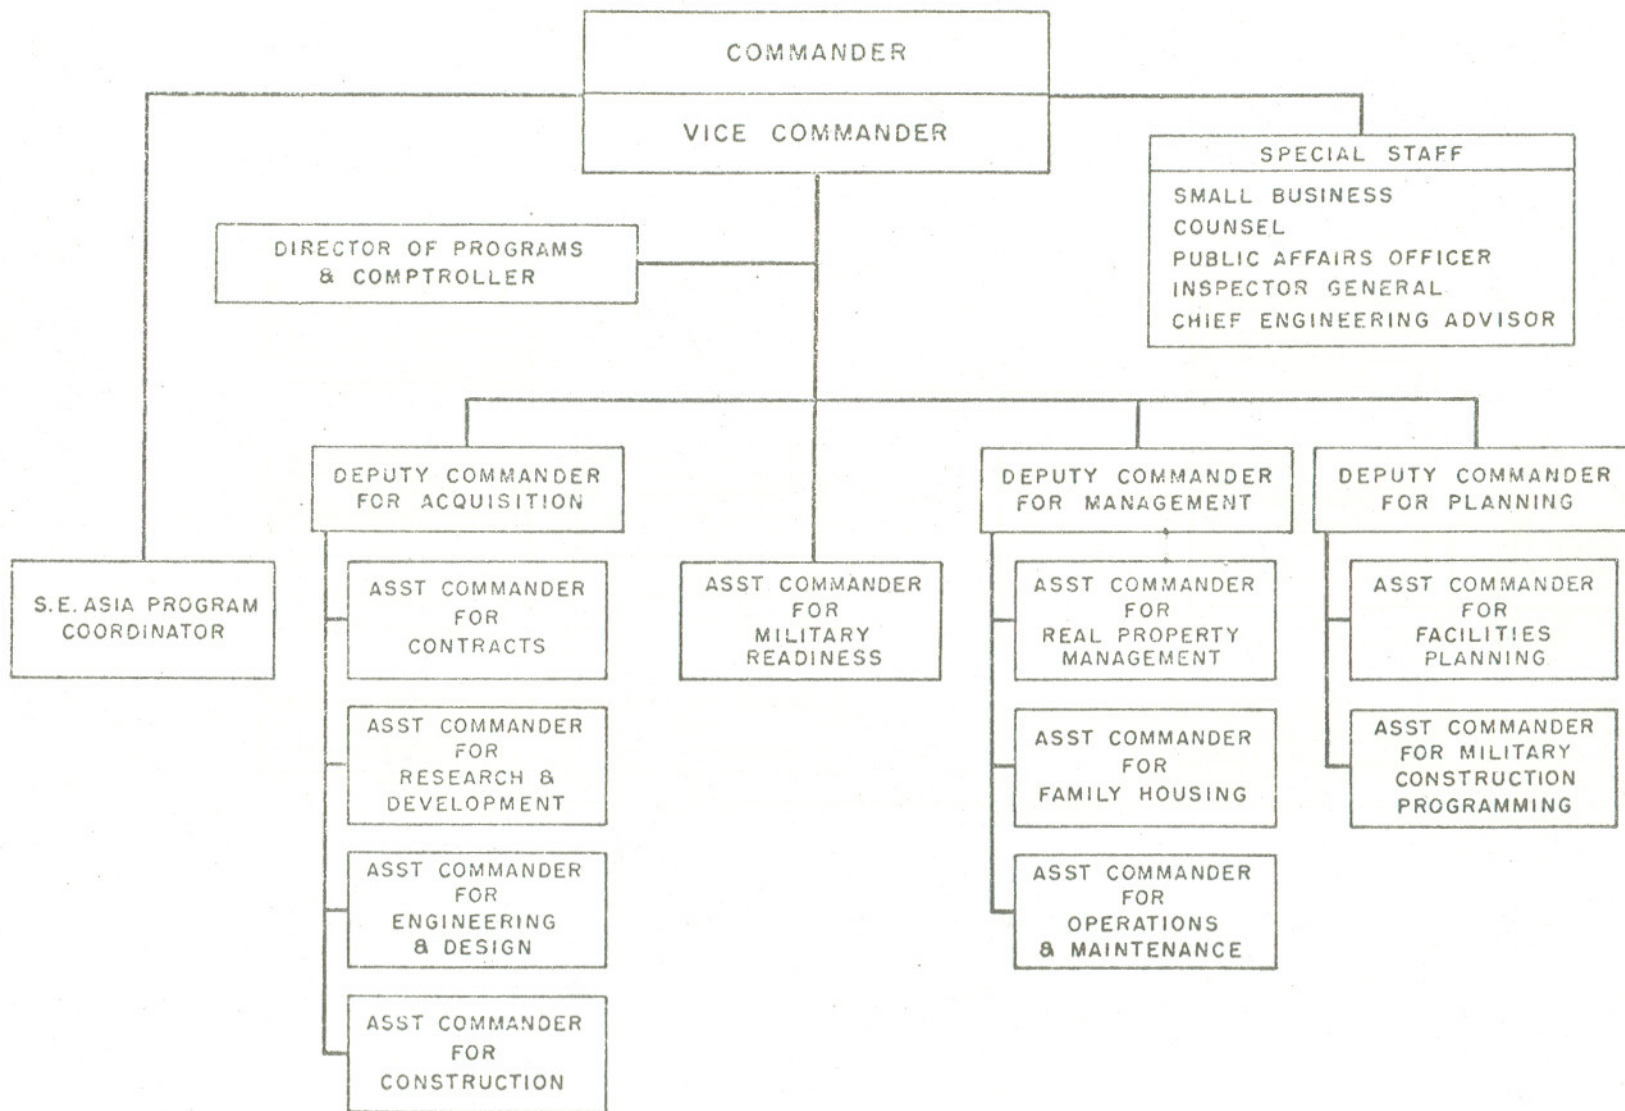 COMMANDER
VICE COMMANDER
SPECIAL STAFF
SMALL BUSINESS
COUNSEL
PUBLIC AFFAIRS OFFICER
INSPECTOR GENERAL
CHIEF ENGINEERING ADVISOR
DIRECTOR OF PROGRAMS
& COMPTROLLER
DEPUTY COMMANDER
FOR ACQUISITION
DEPUTY COMMANDER
FOR MANAGEMENT
DEPUTY COMMANDER
FOR PLANNING
S.E. ASIA PROGRAM
COORDINATOR
ASST COMMANDER
FOR
CONTRACTS
ASST COMMANDER
FOR
MILITARY
READINESS
ASST COMMANDER
FOR
REAL PROPERTY
MANAGEMENT
ASST COMMANDER
FOR
FACILITIES
PLANNING
ASST COMMANDER
FOR
RESEARCH &
DEVELOPMENT
ASST COMMANDER
FOR
FAMILY HOUSING
ASST COMMANDER
FOR MILITARY
CONSTRUCTION
PROGRAMMING
ASST COMMANDER
FOR
ENGINEERING
& DESIGN
ASST COMMANDER
FOR
OPERATIONS
& MAINTENANCE
ASST COMMANDER
FOR
CONSTRUCTION